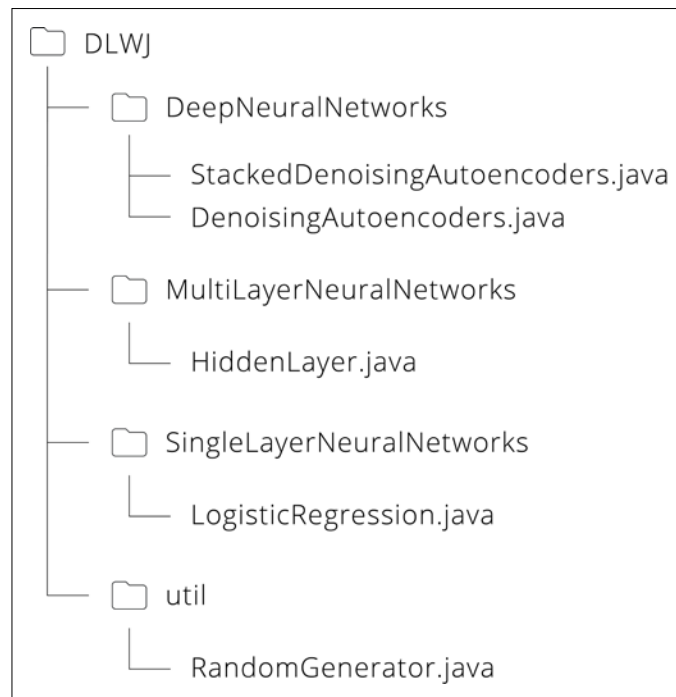 DLWJ
DeepNeuralNetworks
StackedDenoisingAutoencoders.java
DenoisingAutoencoders.java
MultiLayerNeuralNetworks
HiddenLayer.java
SingleLayerNeuralNetworks
LogisticRegression.java
util
RandomGenerator.java